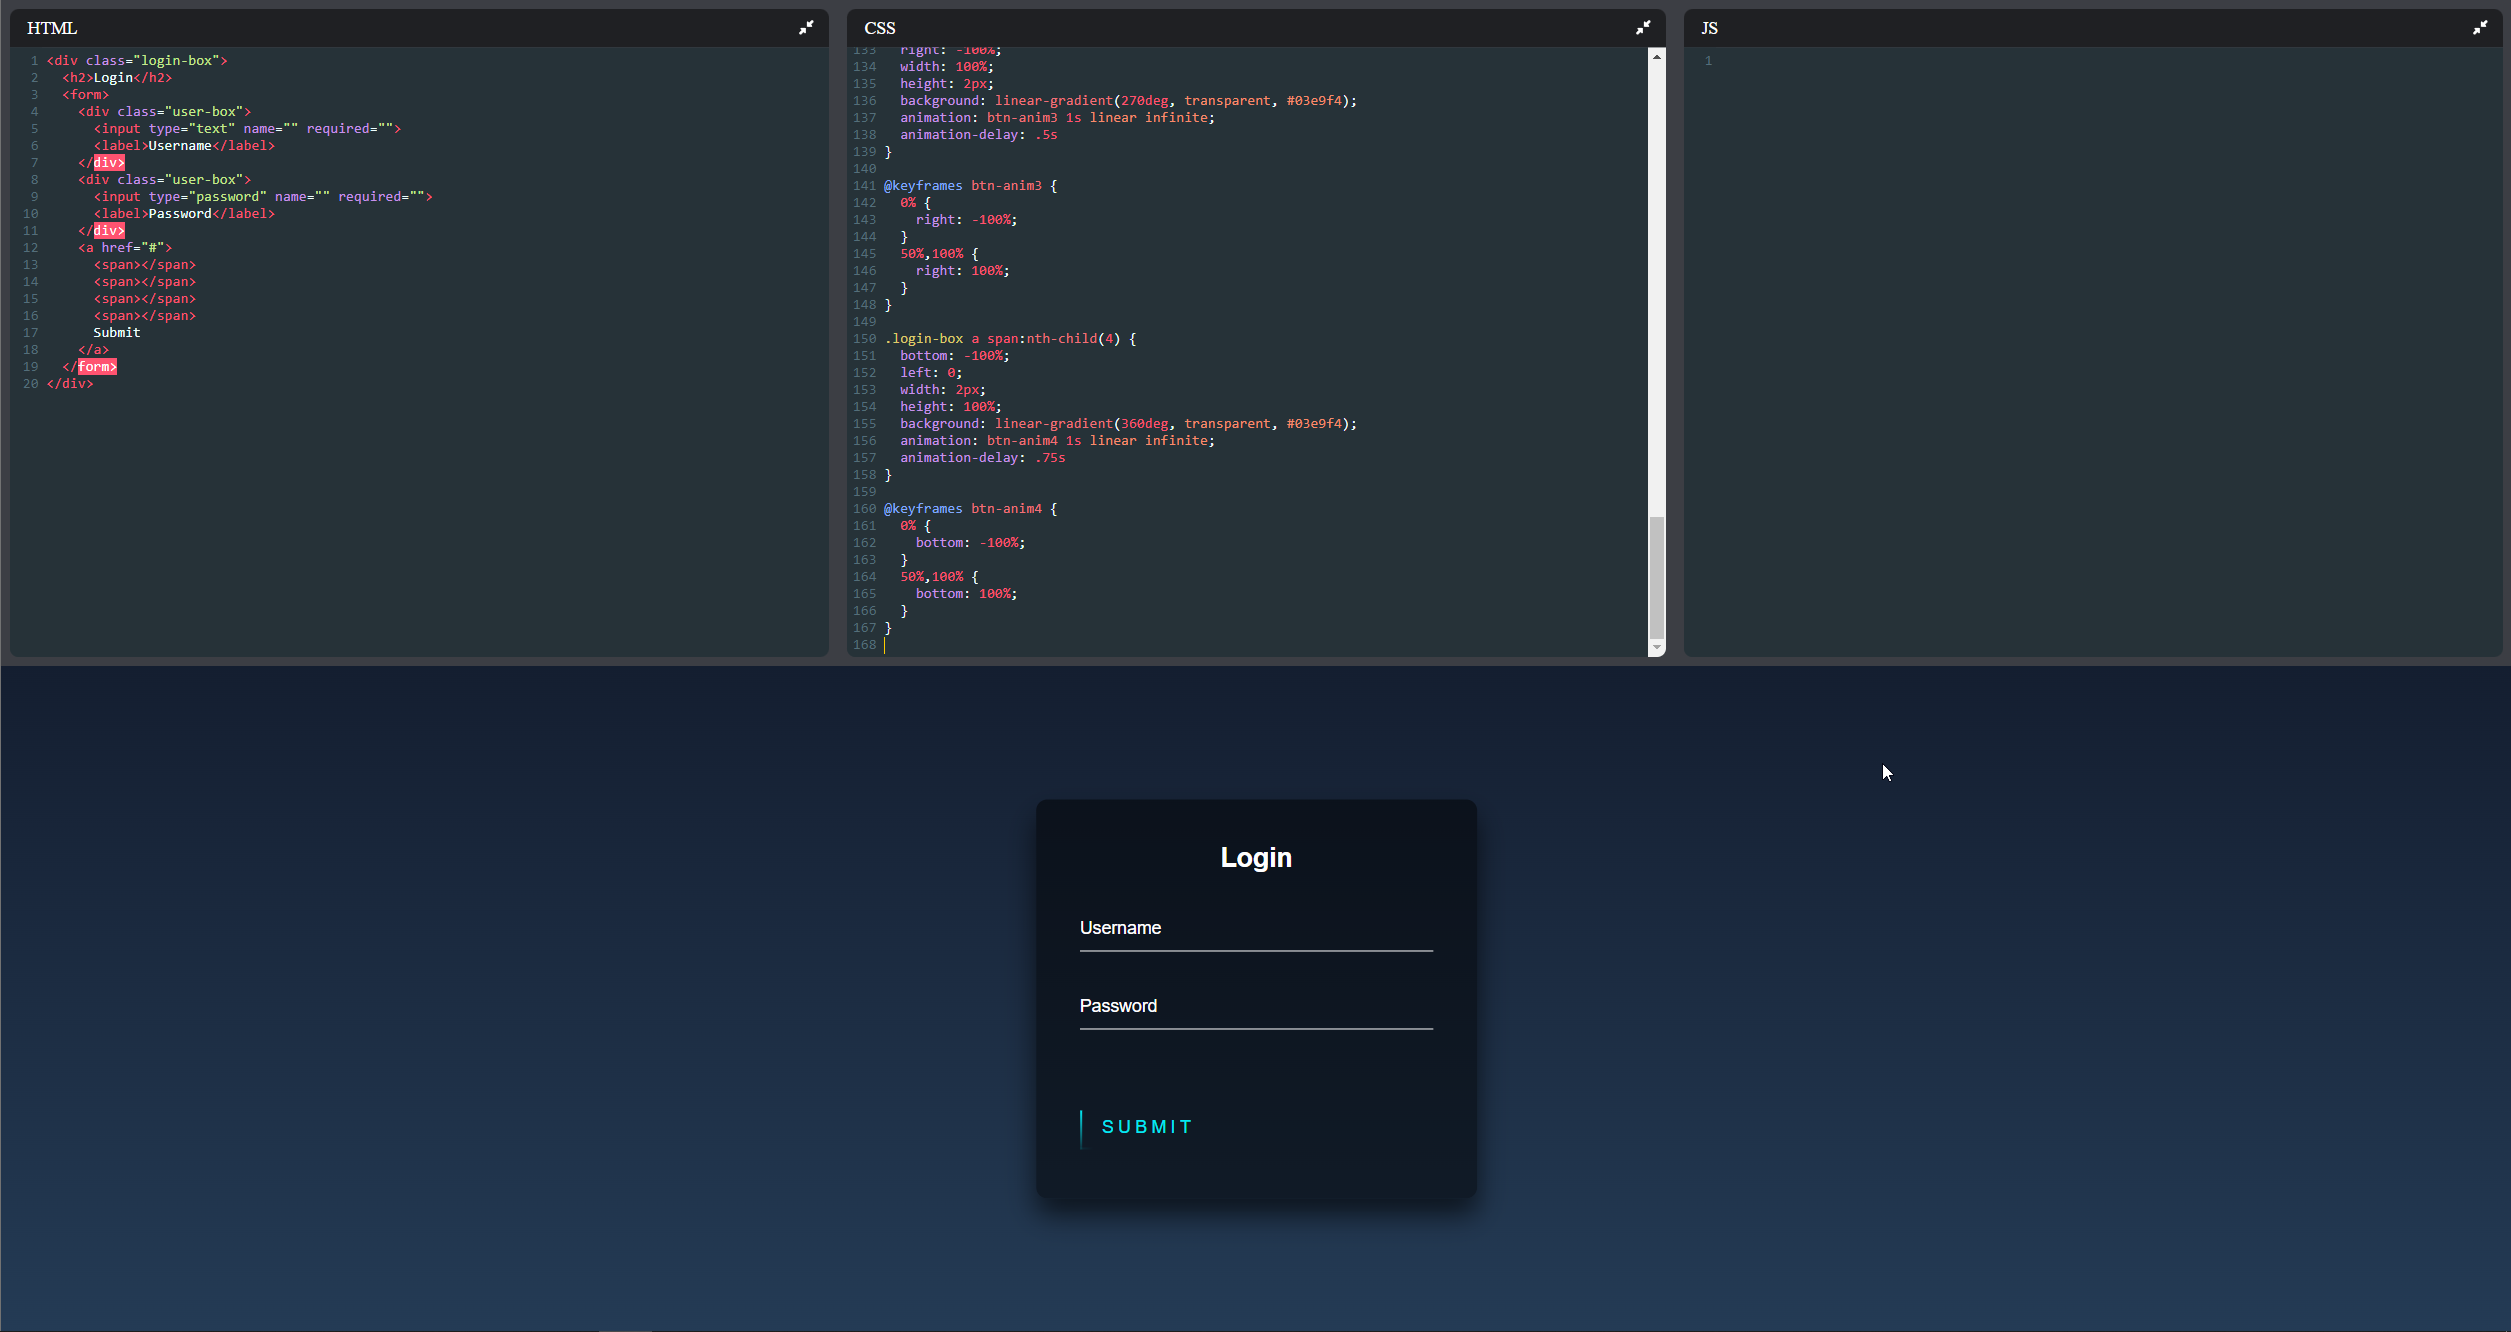 HTML
1 <div class="login-box">
2   <h2>Login</h2>
3   <form>
4     <div class="user-box">
5       <input type="text" name="" required="">
6       <label>Username</label>
7     </div>
8     <div class="user-box">
9       <input type="password" name="" required="">
10       <label>Password</label>
11     </div>
12     <a href="#">
13       <span></span>
14       <span></span>
15       <span></span>
16       <span></span>
17       Submit
18     </a>
19   </form>
20 </div>
CSS
133   right: -100%;
134   width: 100%;
135   height: 2px;
136   background: linear-gradient(270deg, transparent, #03e9f4);
137   animation: btn-anim3 1s linear infinite;
138   animation-delay: .5s
139 }
140
141 @keyframes btn-anim3 {
142   0% {
143     right: -100%;
144   }
145   50%,100% {
146     right: 100%;
147   }
148 }
149
150 .login-box a span:nth-child(4) {
151   bottom: -100%;
152   left: 0;
153   width: 2px;
154   height: 100%;
155   background: linear-gradient(360deg, transparent, #03e9f4);
156   animation: btn-anim4 1s linear infinite;
157   animation-delay: .75s
158 }
159
160 @keyframes btn-anim4 {
161   0% {
162     bottom: -100%;
163   }
164   50%,100% {
165     bottom: 100%;
166   }
167 }
168
JS
1
Login
Username
Password
SUBMIT